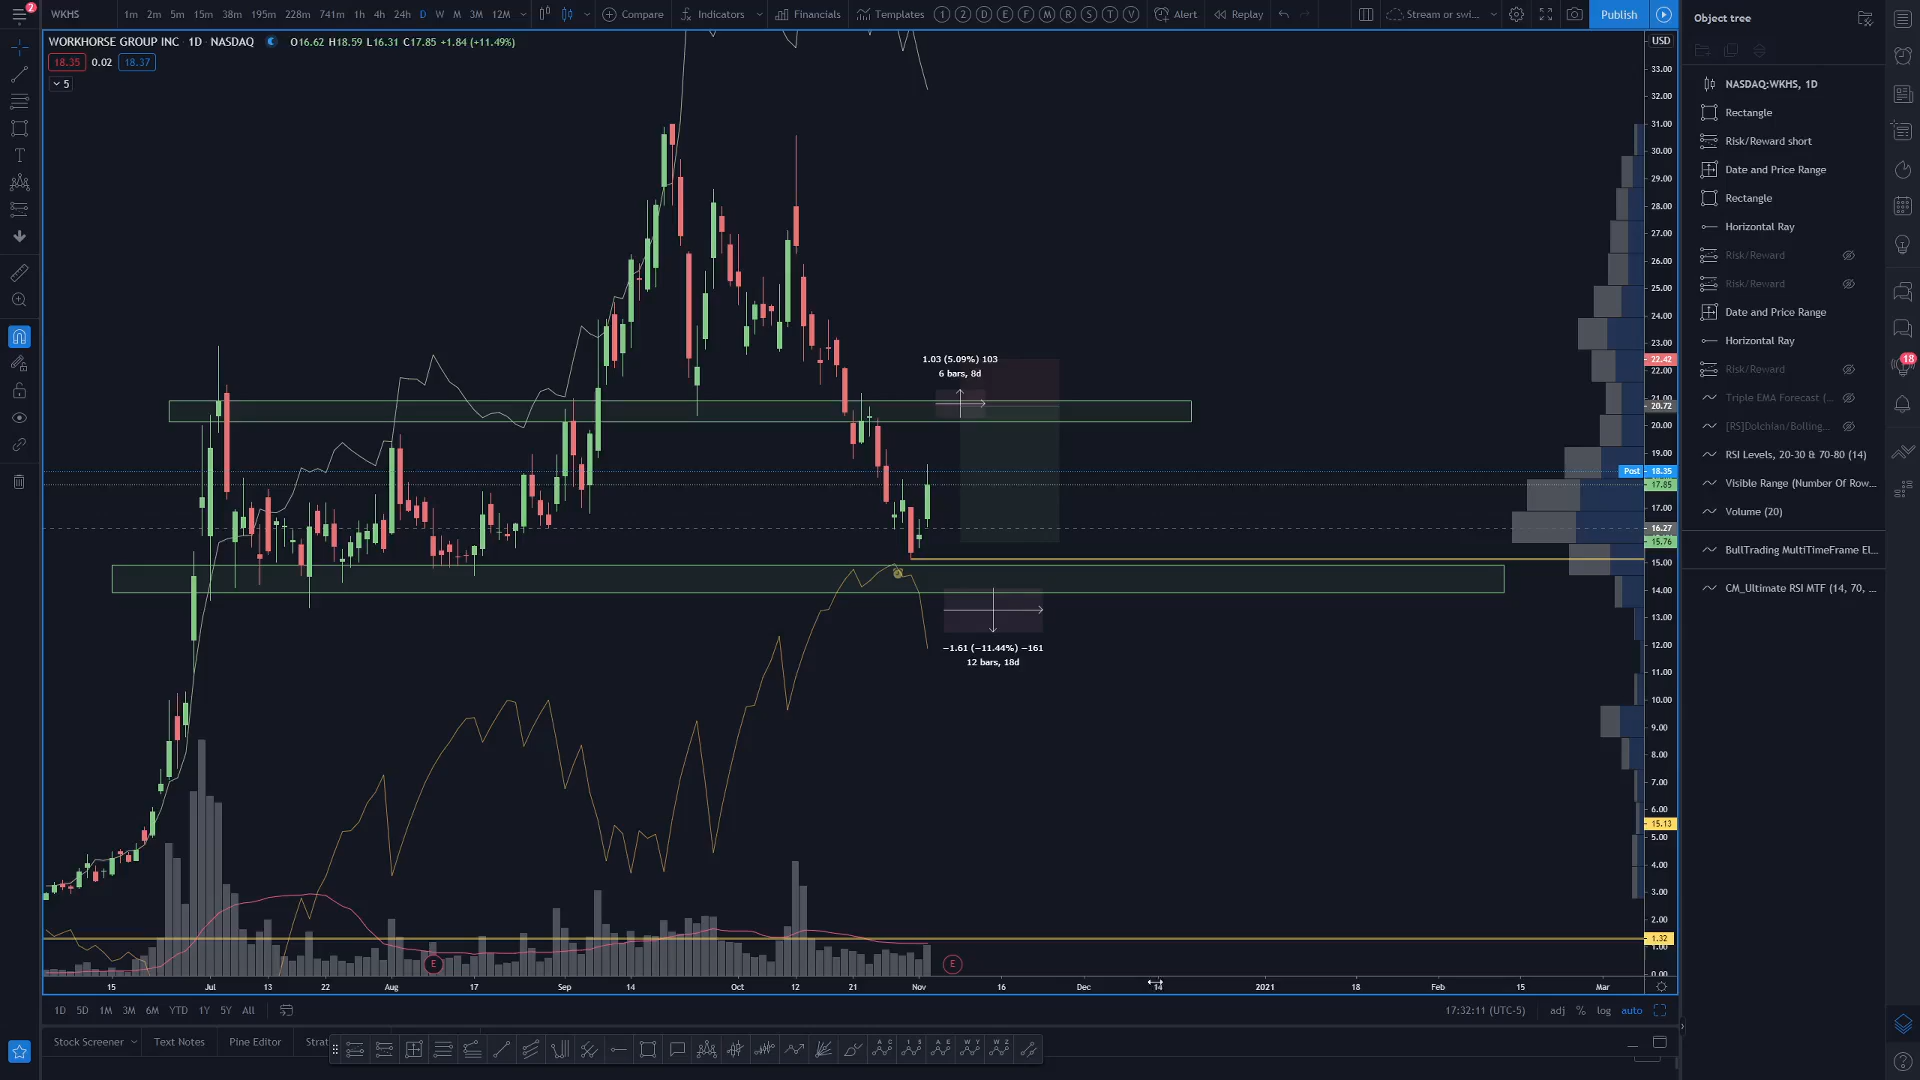 2
WKHS 1m 2m 5m 15m 38m 195m 228m 741m 1h 4h 24h D W M 3M 12M Compare Indicators Financials Templates 1 2 D E F M R S T V Alert Replay Stream or swi... Publish
Object tree
WORKHORSE GROUP INC 1D NASDAQ O16.62 H18.59 L16.31 C17.85 +1.84 (+11.49%)
18.35 0.02 18.37
5
USD
33.00
32.00
31.00
30.00
29.00
28.00
27.00
26.00
25.00
24.00
23.00
22.42
22.00
21.00
20.72
20.00
19.00
Post 18.35
17.85
17.00
16.27
15.76
15.00
14.00
13.00
12.00
11.00
10.00
9.00
8.00
7.00
6.00
15.13
5.00
4.00
3.00
2.00
1.32
1.00
0.00
1.03 (5.09%) 103
6 bars, 8d
−1.61 (−11.44%) −161
12 bars, 18d
E E
15 Jul 13 22 Aug 17 Sep 14 Oct 12 21 Nov 16 Dec 14 2021 18 Feb 15 Mar
1D 5D 1M 3M 6M YTD 1Y 5Y All 17:32:11 (UTC-5) adj % log auto
Stock Screener Text Notes Pine Editor Strat
NASDAQ:WKHS, 1D
Rectangle
Risk/Reward short
Date and Price Range
Rectangle
Horizontal Ray
Risk/Reward
Risk/Reward
Date and Price Range
Horizontal Ray
Risk/Reward
Triple EMA Forecast (...
[RS]Dolchian/Bolling...
RSI Levels, 20-30 & 70-80 (14)
Visible Range (Number Of Row...
Volume (20)
BullTrading MultiTimeFrame El...
CM_Ultimate RSI MTF (14, 70, ...
18